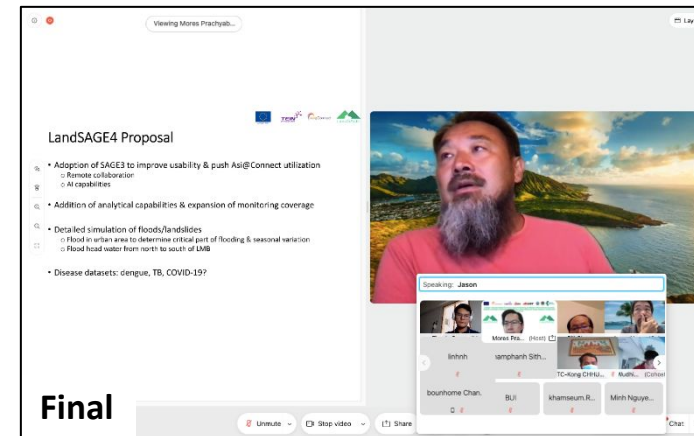 Viewing Mores Prachyab...
Lay
TEIN
LandSAGE4 Proposal
• Adoption of SAGE3 to improve usability & push Asi@Connect utilization
o Remote collaboration
o AI capabilities
• Addition of analytical capabilities & expansion of monitoring coverage
• Detailed simulation of floods/landslides
o Flood in urban area to determine critical part of flooding & seasonal variation
o Flood head water from north to south of LMB
• Disease datasets: dengue, TB, COVID-19?
Speaking: Jason
Mores Pra... (Host)
linhnh
amphanh Sith...
TC-Kong CHHU...
(Cohost
bounhome Chan.
BUI
khamseum.R...
Minh Nguye...
Final
Unmute
Stop video
Share
Chat